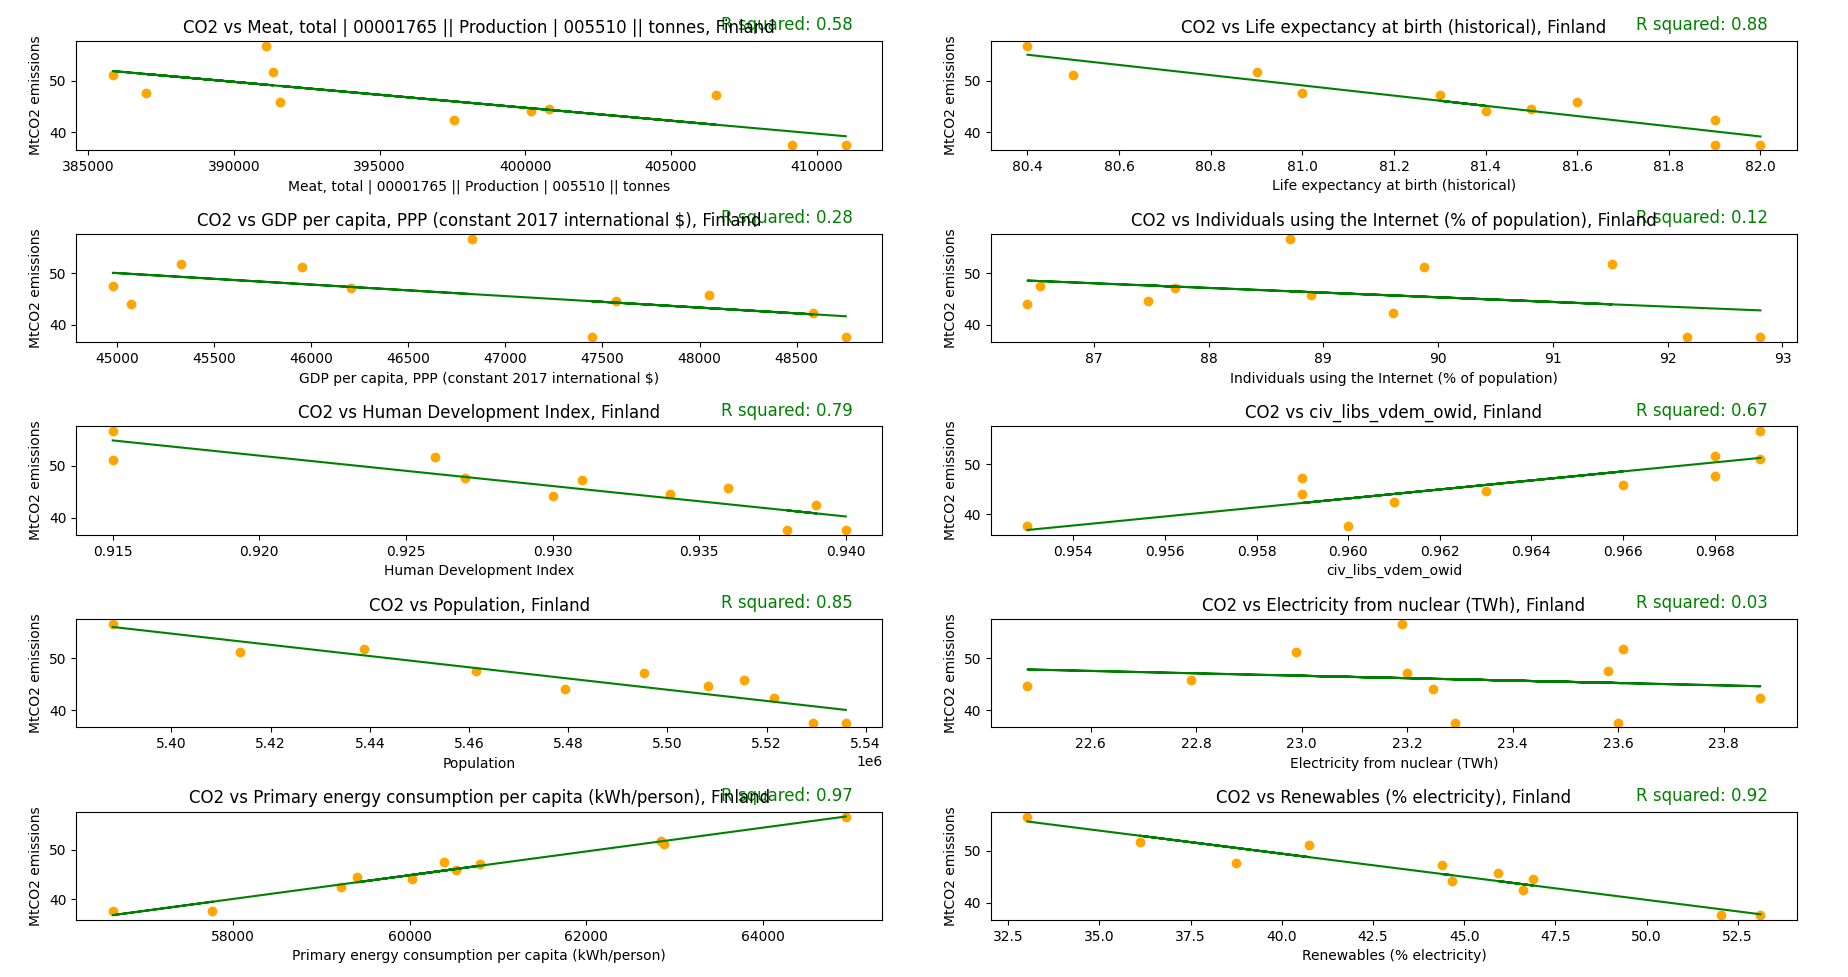 CO2 vs Meat, total | 00001765 || Production | 005510 || tonnes, Finland
R squared: 0.58
MtCO2 emissions
50
40
385000 390000 395000 400000 405000 410000
Meat, total | 00001765 || Production | 005510 || tonnes
CO2 vs Life expectancy at birth (historical), Finland
R squared: 0.88
MtCO2 emissions
50
40
80.4 80.6 80.8 81.0 81.2 81.4 81.6 81.8 82.0
Life expectancy at birth (historical)
CO2 vs GDP per capita, PPP (constant 2017 international $), Finland
R squared: 0.28
MtCO2 emissions
50
40
45000 45500 46000 46500 47000 47500 48000 48500
GDP per capita, PPP (constant 2017 international $)
CO2 vs Individuals using the Internet (% of population), Finland
R squared: 0.12
MtCO2 emissions
50
40
87 88 89 90 91 92 93
Individuals using the Internet (% of population)
CO2 vs Human Development Index, Finland
R squared: 0.79
MtCO2 emissions
50
40
0.915 0.920 0.925 0.930 0.935 0.940
Human Development Index
CO2 vs civ_libs_vdem_owid, Finland
R squared: 0.67
MtCO2 emissions
50
40
0.954 0.956 0.958 0.960 0.962 0.964 0.966 0.968
civ_libs_vdem_owid
CO2 vs Population, Finland
R squared: 0.85
MtCO2 emissions
50
40
5.40 5.42 5.44 5.46 5.48 5.50 5.52 5.54
1e6
Population
CO2 vs Electricity from nuclear (TWh), Finland
R squared: 0.03
MtCO2 emissions
50
40
22.6 22.8 23.0 23.2 23.4 23.6 23.8
Electricity from nuclear (TWh)
CO2 vs Primary energy consumption per capita (kWh/person), Finland
R squared: 0.97
MtCO2 emissions
50
40
58000 60000 62000 64000
Primary energy consumption per capita (kWh/person)
CO2 vs Renewables (% electricity), Finland
R squared: 0.92
MtCO2 emissions
50
40
32.5 35.0 37.5 40.0 42.5 45.0 47.5 50.0 52.5
Renewables (% electricity)